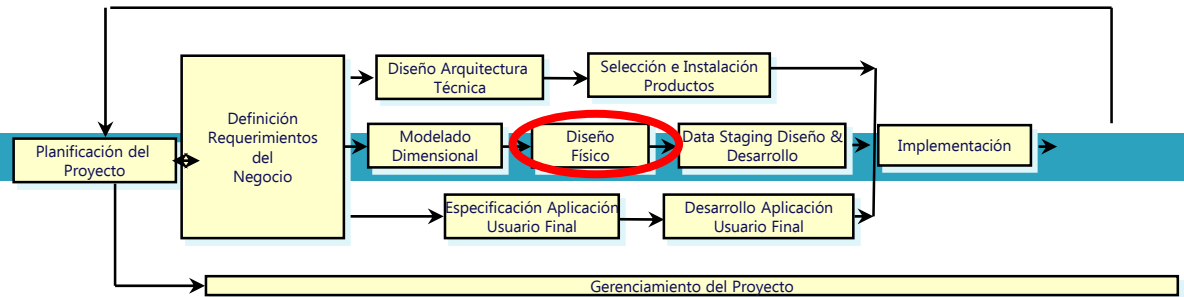 Planificación del
Proyecto
Definición
Requerimientos
del
Negocio
Diseño Arquitectura
Técnica
Selección e Instalación
Productos
Modelado
Dimensional
Diseño
Físico
Data Staging Diseño &
Desarrollo
Implementación
Especificación Aplicación
Usuario Final
Desarrollo Aplicación
Usuario Final
Gerenciamiento del Proyecto